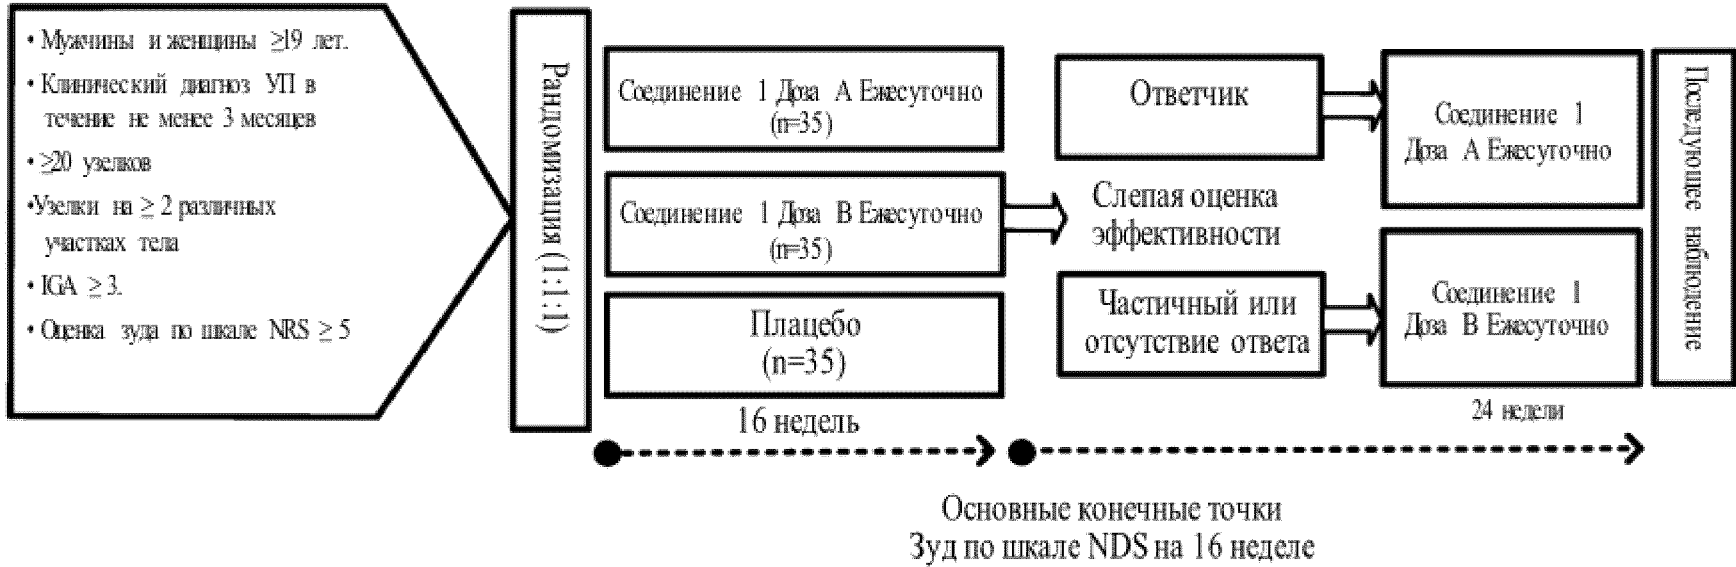 • Мужчины и женщины ≥19 лет.
• Клинический диагноз УП в
течение не менее 3 месяцев
• ≥20 узелков
•Узелки на ≥ 2 различных
участках тела
• IGA ≥ 3.
• Оценка зуда по шкале NRS ≥ 5
Рандомизация (1:1:1)
Соединение 1 Доза A Ежесуточно
(n=35)
Соединение 1 Доза B Ежесуточно
(n=35)
Плацебо
(n=35)
16 недель
Ответчик
Слепая оценка
эффективности
Частичный или
отсутствие ответа
Соединение 1
Доза A Ежесуточно
Соединение 1
Доза B Ежесуточно
24 недели
Последующее наблюдение
Основные конечные точки
Зуд по шкале NDS на 16 неделе